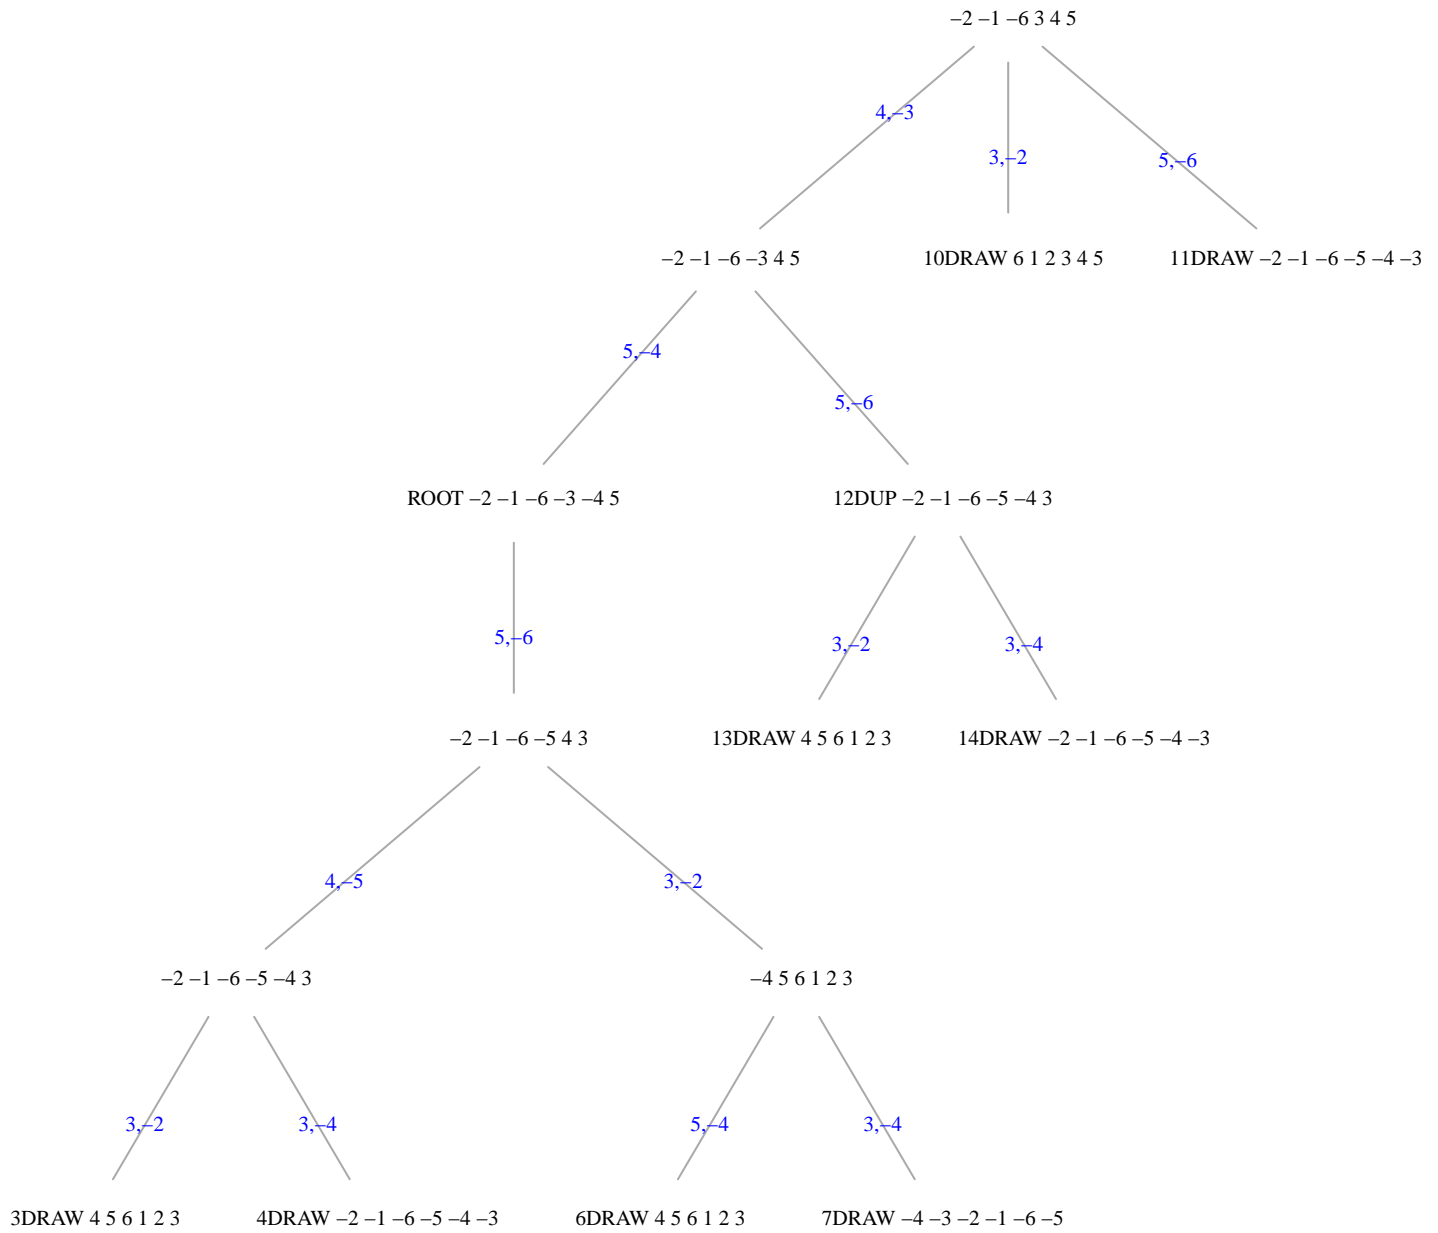 –2 –1 –6 3 4 5
4,–3
3,–2
5,–6
–2 –1 –6 –3 4 5
10DRAW 6 1 2 3 4 5
11DRAW –2 –1 –6 –5 –4 –3
5,–4
5,–6
ROOT –2 –1 –6 –3 –4 5
12DUP –2 –1 –6 –5 –4 3
5,–6
3,–2
3,–4
–2 –1 –6 –5 4 3
13DRAW 4 5 6 1 2 3
14DRAW –2 –1 –6 –5 –4 –3
4,–5
3,–2
–2 –1 –6 –5 –4 3
–4 5 6 1 2 3
3,–2
3,–4
5,–4
3,–4
3DRAW 4 5 6 1 2 3
4DRAW –2 –1 –6 –5 –4 –3
6DRAW 4 5 6 1 2 3
7DRAW –4 –3 –2 –1 –6 –5